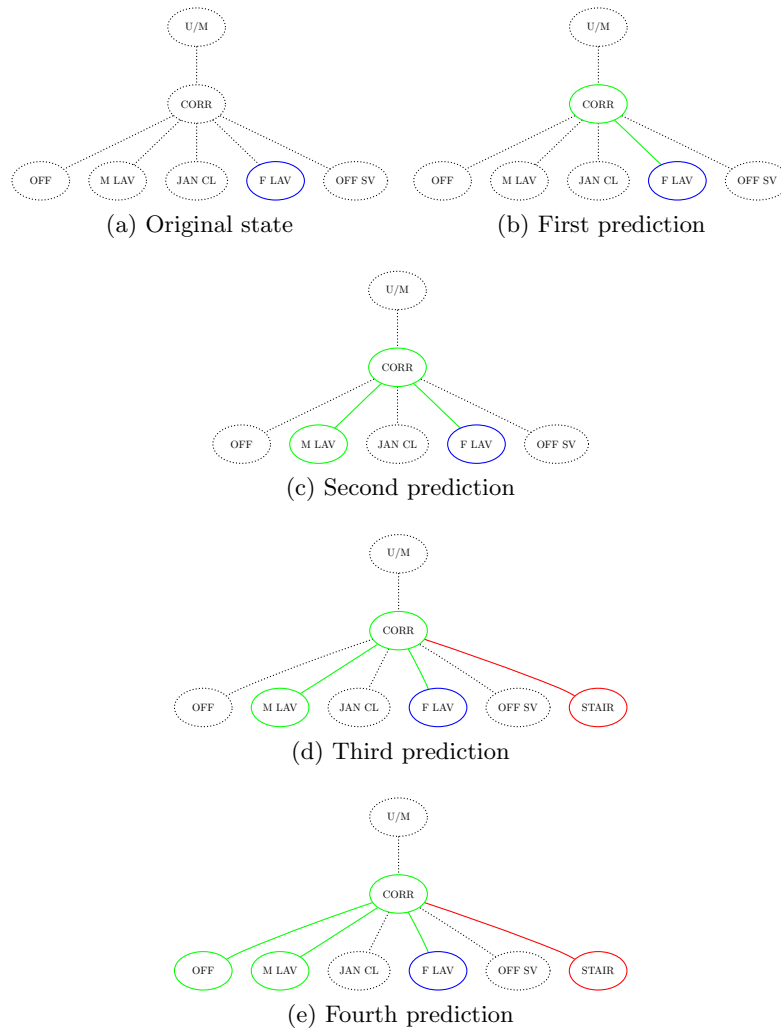 U/M
CORR
OFF M LAV JAN CL F LAV OFF SV
(a) Original state
U/M
CORR
OFF M LAV JAN CL F LAV OFF SV
(b) First prediction
U/M
CORR
OFF M LAV JAN CL F LAV OFF SV
(c) Second prediction
U/M
CORR
OFF M LAV JAN CL F LAV OFF SV STAIR
(d) Third prediction
U/M
CORR
OFF M LAV JAN CL F LAV OFF SV STAIR
(e) Fourth prediction